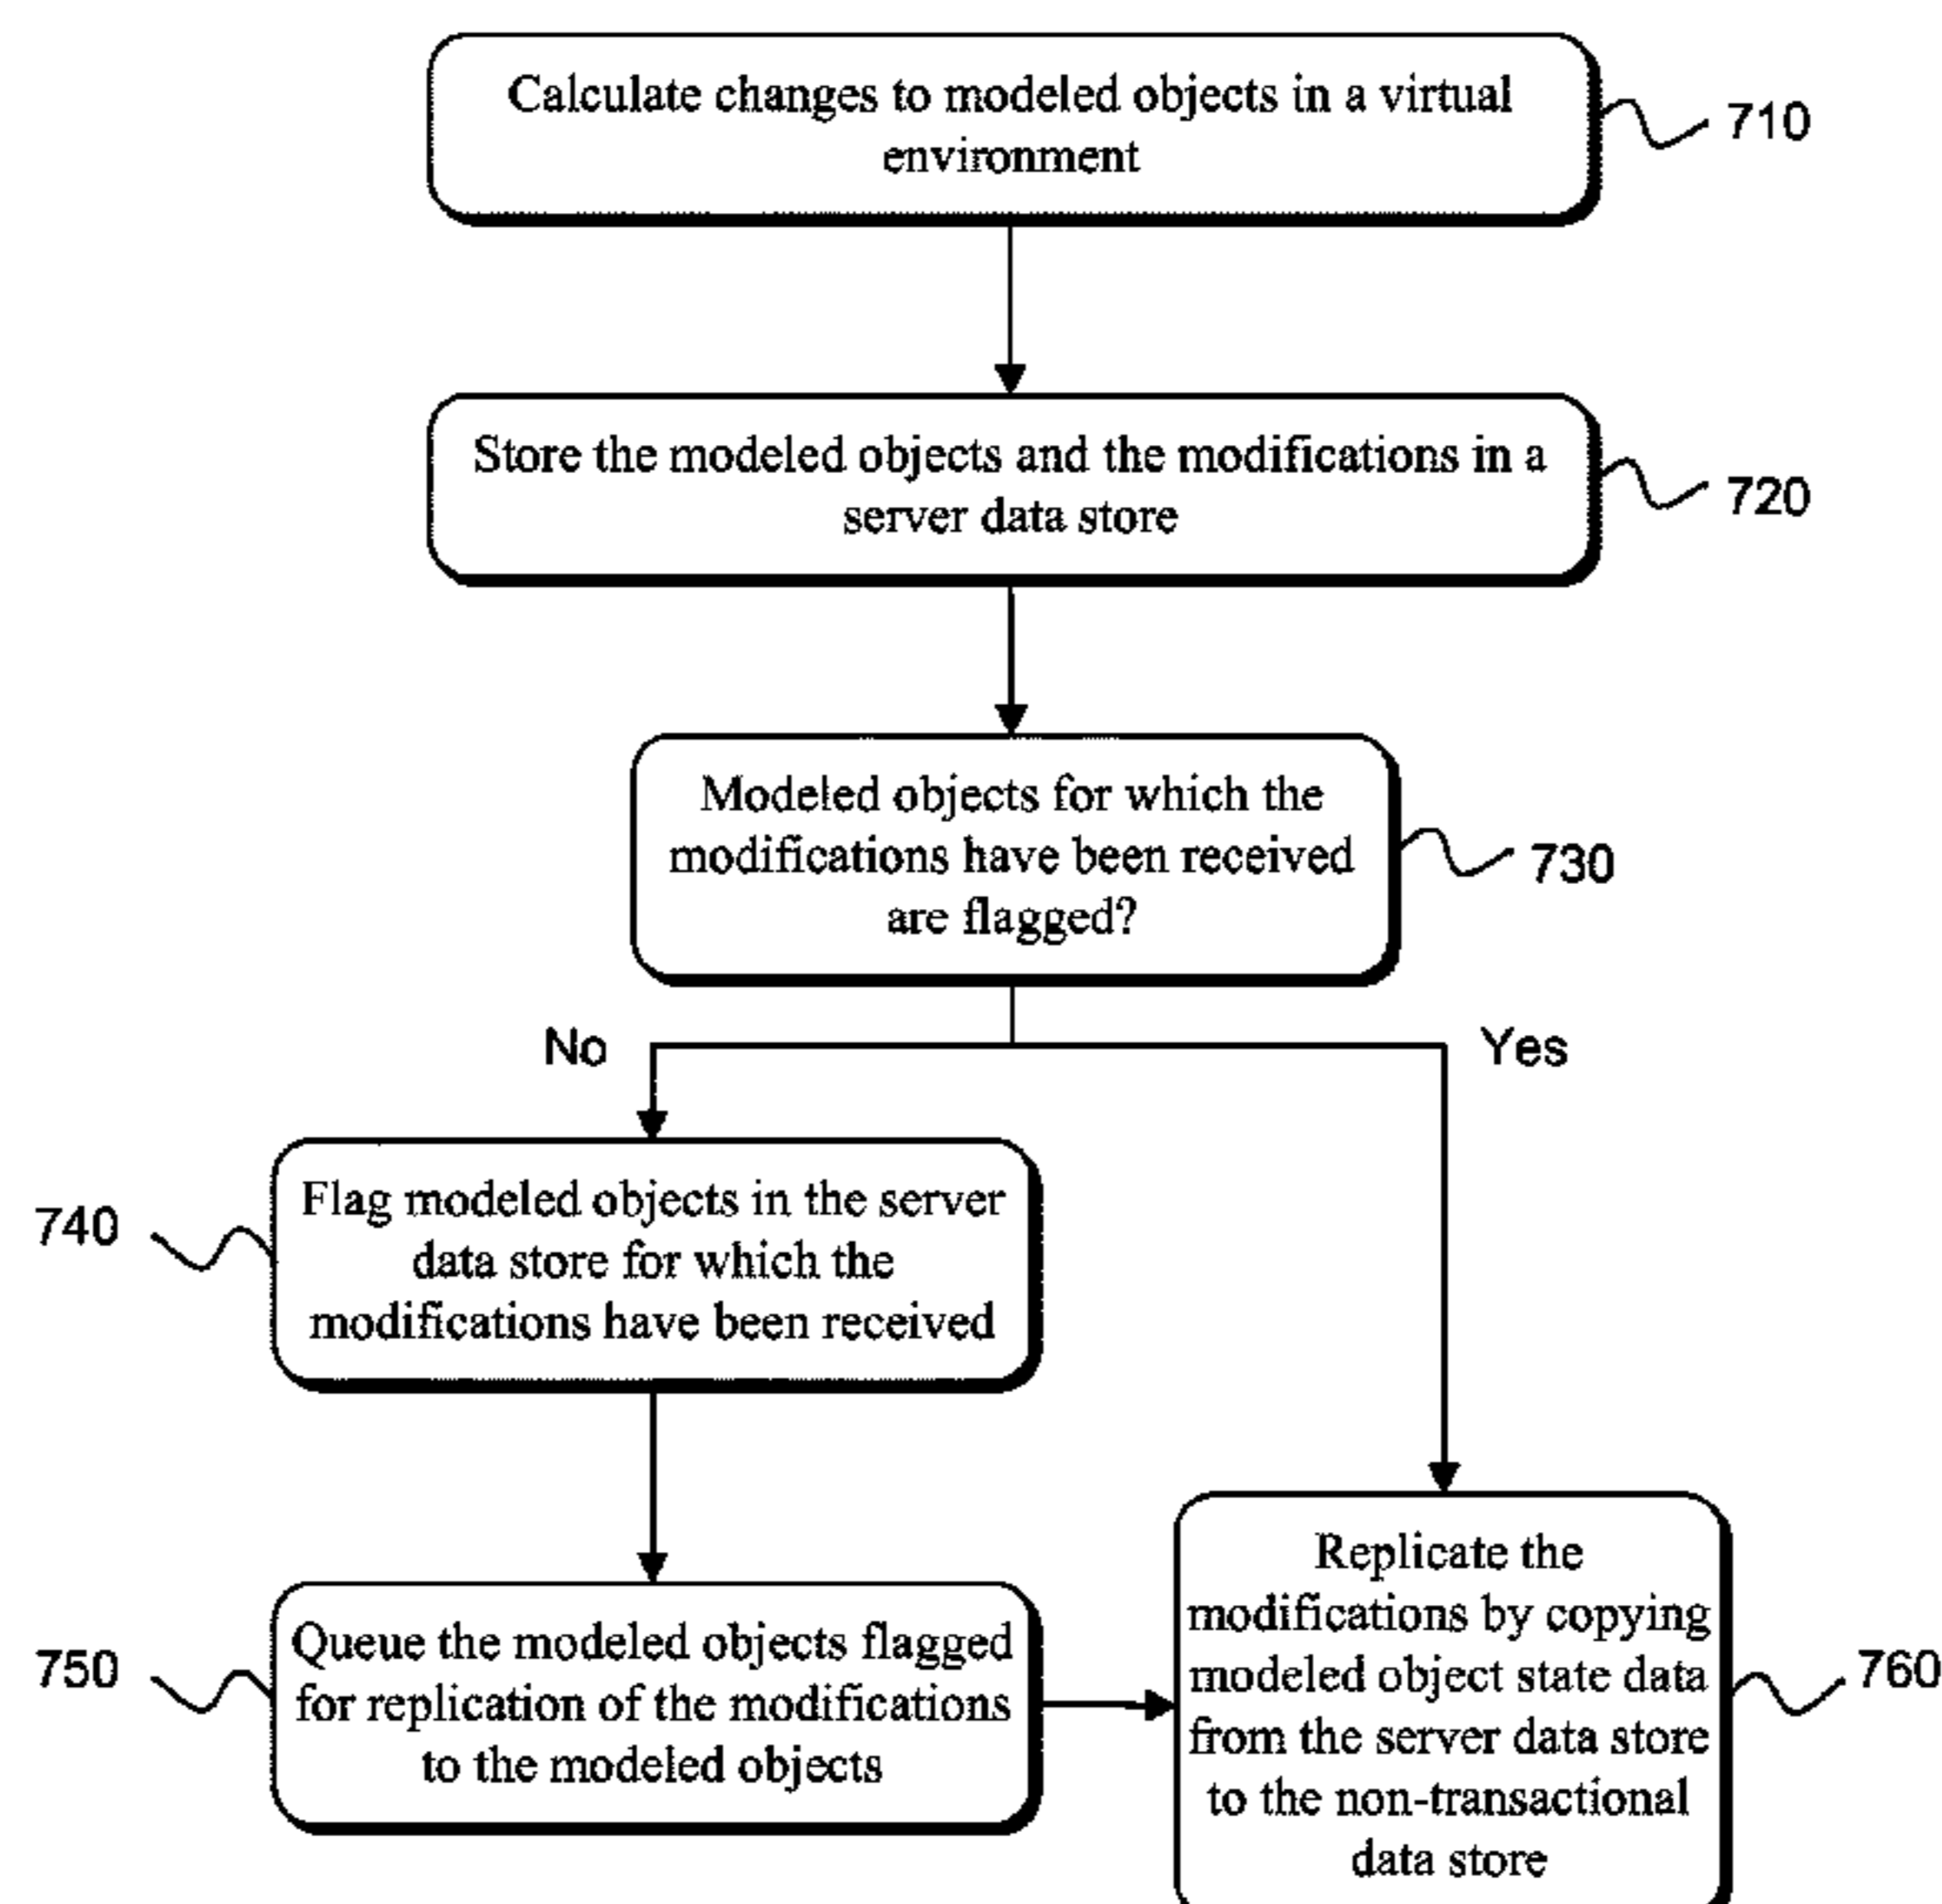 Calculate changes to modeled objects in a virtual
environment
710
Store the modeled objects and the modifications in a
server data store
720
Modeled objects for which the
modifications have been received
are flagged?
730
No
Yes
740
Flag modeled objects in the server
data store for which the
modifications have been received
750
Queue the modeled objects flagged
for replication of the modifications
to the modeled objects
Replicate the
modifications by copying
modeled object state data
from the server data store
to the non-transactional
data store
760